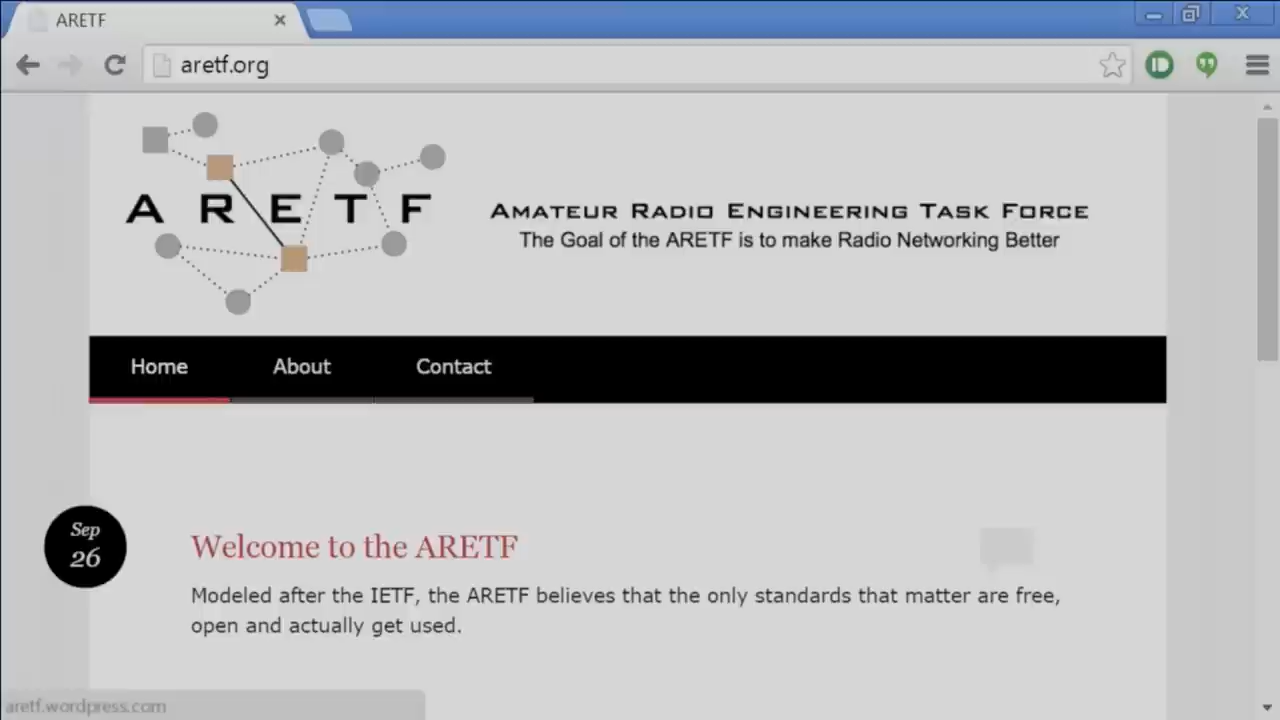 ARETF
aretf.org
ARETF
AMATEUR RADIO ENGINEERING TASK FORCE
The Goal of the ARETF is to make Radio Networking Better
Home About Contact
Sep
26
Welcome to the ARETF
Modeled after the IETF, the ARETF believes that the only standards that matter are free,
open and actually get used.
aretf.wordpress.com